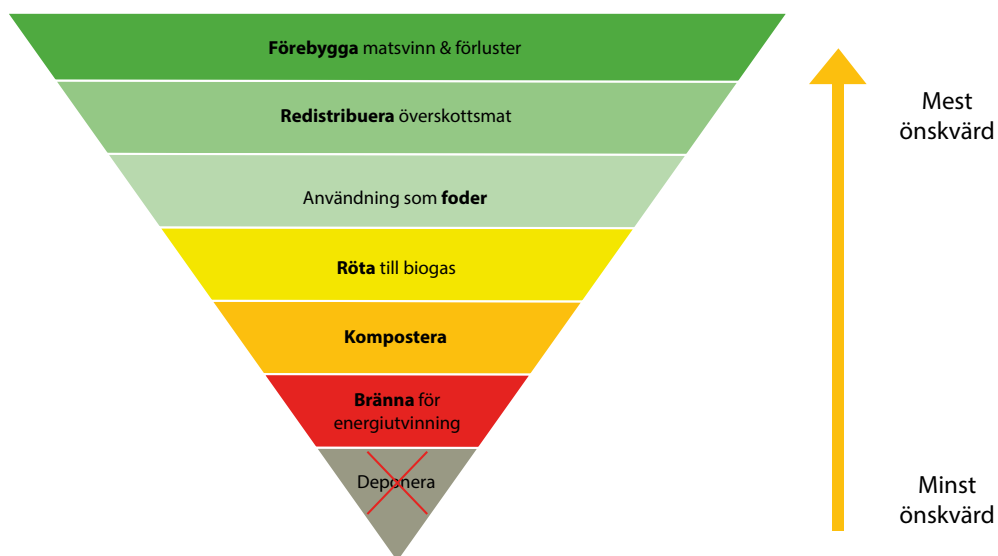 Förebygga matsvinn & förluster
Redistribuera överskottsmat
Användning som foder
Röta till biogas
Kompostera
Bränna för
energiutvinning
Deponera
Mest
önskvärd
Minst
önskvärd